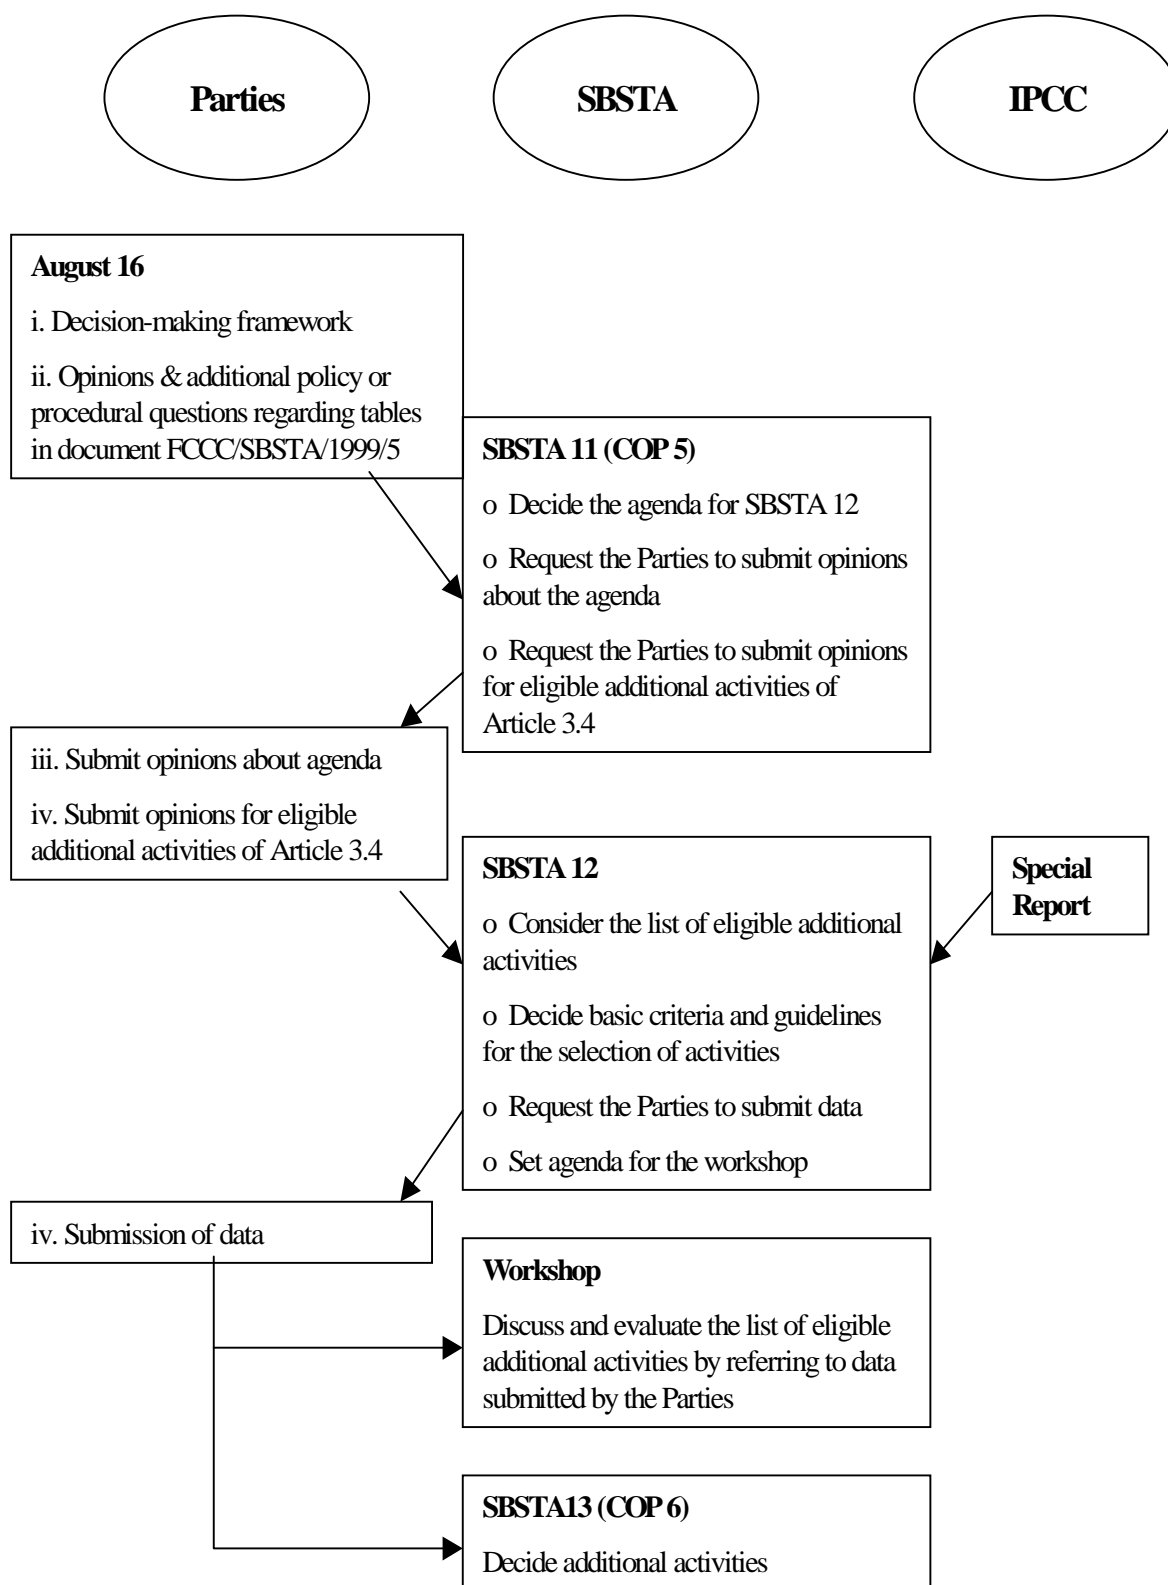 Parties
SBSTA
IPCC
August 16
i. Decision-making framework
ii. Opinions & additional policy or
procedural questions regarding tables
in document FCCC/SBSTA/1999/5
SBSTA 11 (COP 5)
o Decide the agenda for SBSTA 12
o Request the Parties to submit opinions
about the agenda
o Request the Parties to submit opinions
for eligible additional activities of
Article 3.4
iii. Submit opinions about agenda
iv. Submit opinions for eligible
additional activities of Article 3.4
SBSTA 12
o Consider the list of eligible additional
activities
o Decide basic criteria and guidelines
for the selection of activities
o Request the Parties to submit data
o Set agenda for the workshop
Special
Report
iv. Submission of data
Workshop
Discuss and evaluate the list of eligible
additional activities by referring to data
submitted by the Parties
SBSTA13 (COP 6)
Decide additional activities